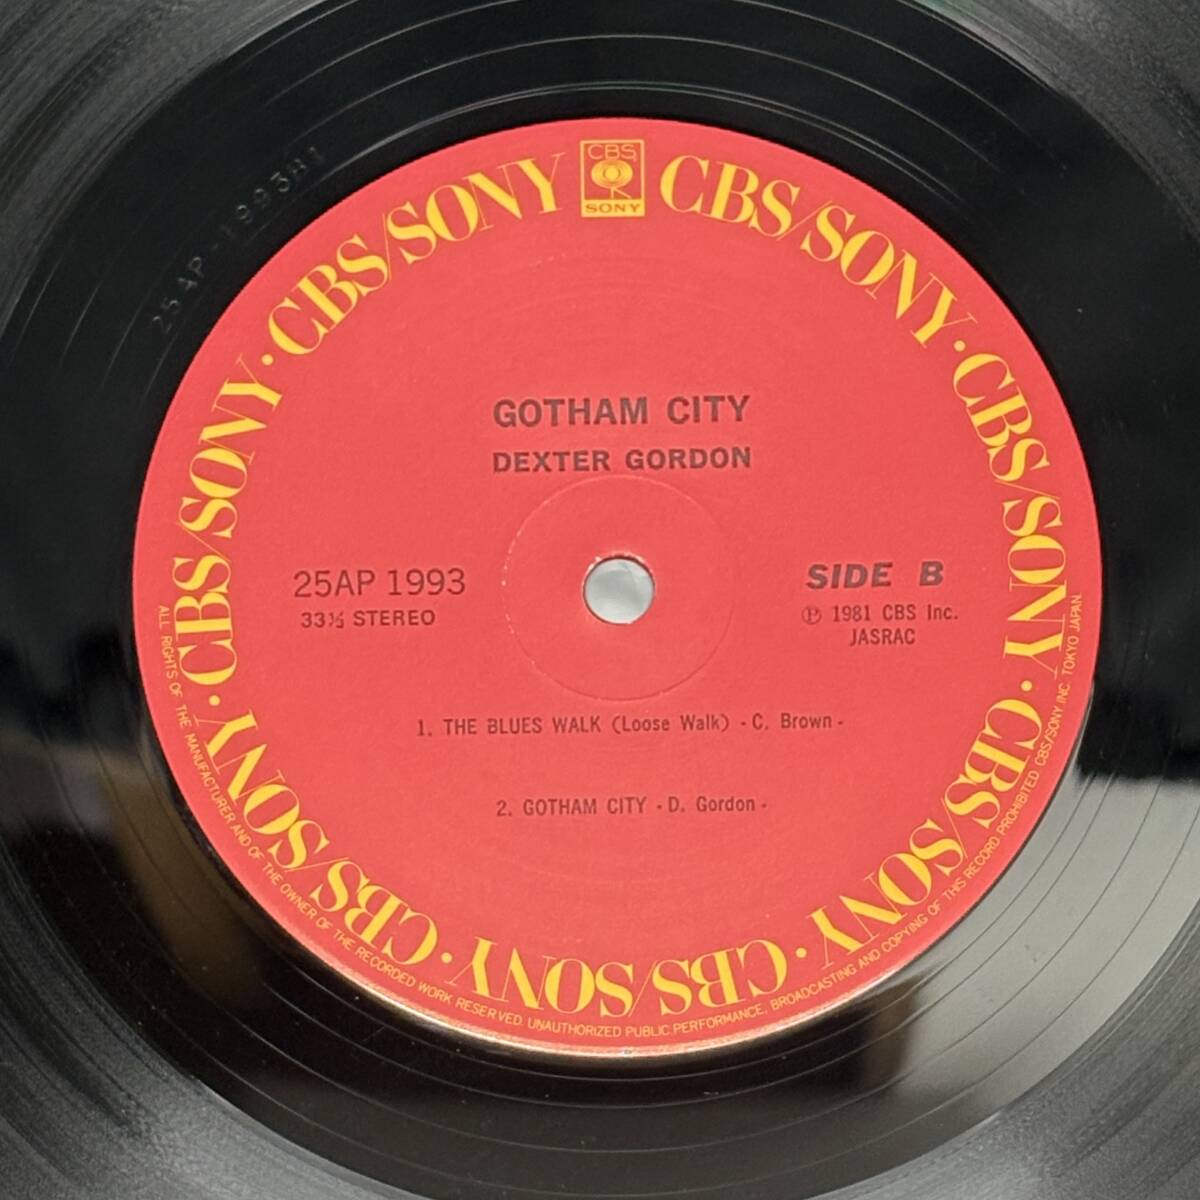 CBS
SONY
CBS/SONY · CBS/SONY · CBS/SONY · CBS/SONY · CBS/SONY · CBS/SONY · CBS/SONY · CBS/SONY
25AP-1993B1
GOTHAM CITY
DEXTER GORDON
25AP 1993
33⅓ STEREO
SIDE B
Ⓟ 1981 CBS Inc.
JASRAC
1. THE BLUES WALK (Loose Walk) - C. Brown -
2. GOTHAM CITY - D. Gordon -
ALL RIGHTS OF THE MANUFACTURER AND OF THE OWNER OF THE RECORDED WORK RESERVED. UNAUTHORIZED PUBLIC PERFORMANCE, BROADCASTING AND COPYING OF THIS RECORD PROHIBITED CBS/SONY INC. TOKYO JAPAN.